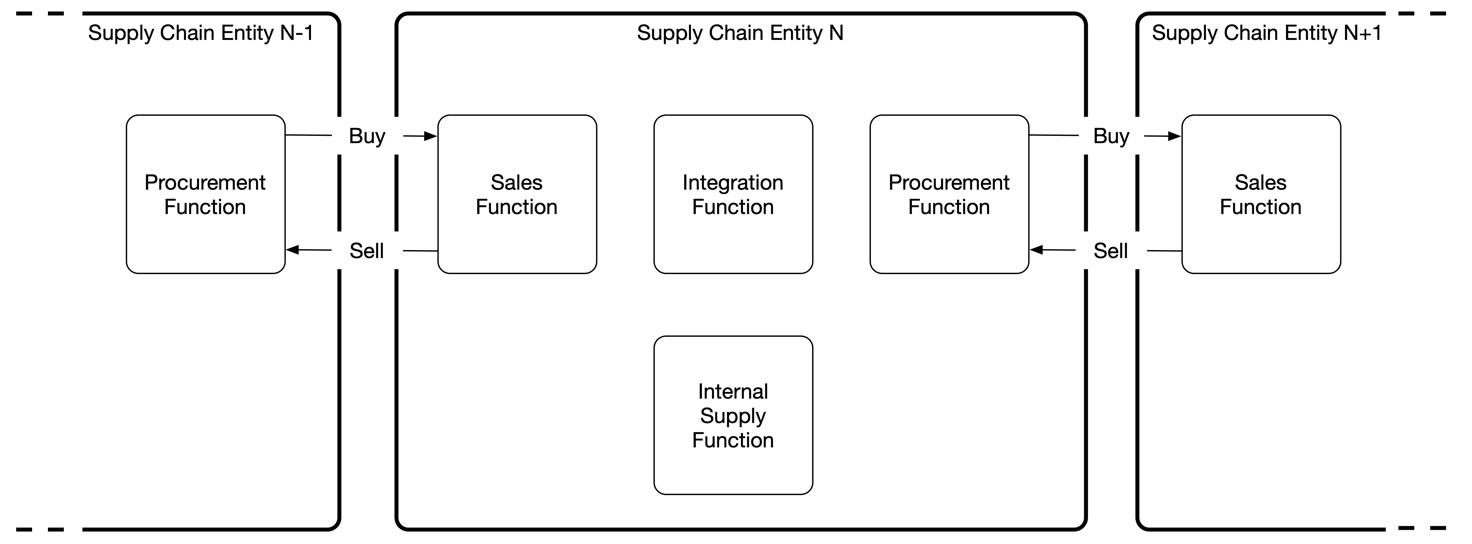 Supply Chain Entity N-1
Supply Chain Entity N
Supply Chain Entity N+1
Buy
Buy
Procurement
Function
Sales
Function
Integration
Function
Procurement
Function
Sales
Function
Sell
Sell
Internal
Supply
Function